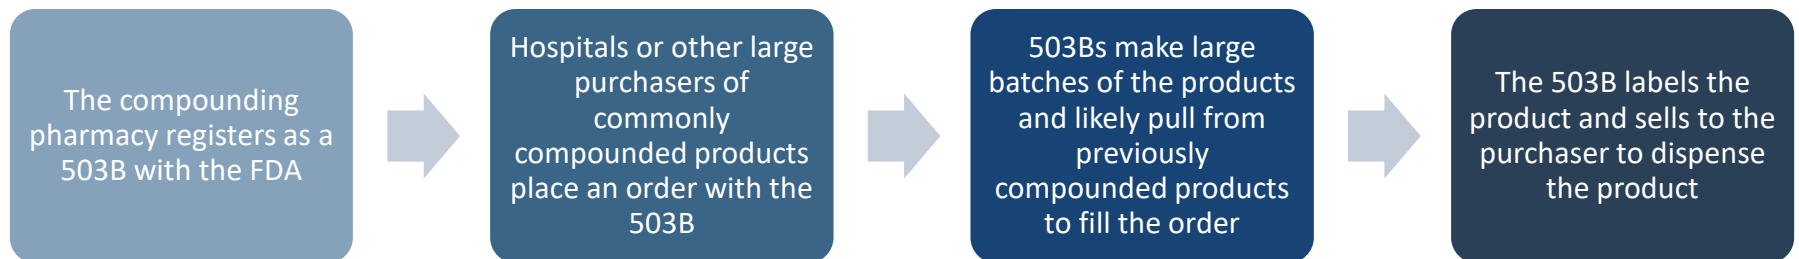 The compounding
pharmacy registers as a
503B with the FDA
Hospitals or other large
purchasers of
commonly
compounded products
place an order with the
503B
503Bs make large
batches of the products
and likely pull from
previously
compounded products
to fill the order
The 503B labels the
product and sells to the
purchaser to dispense
the product